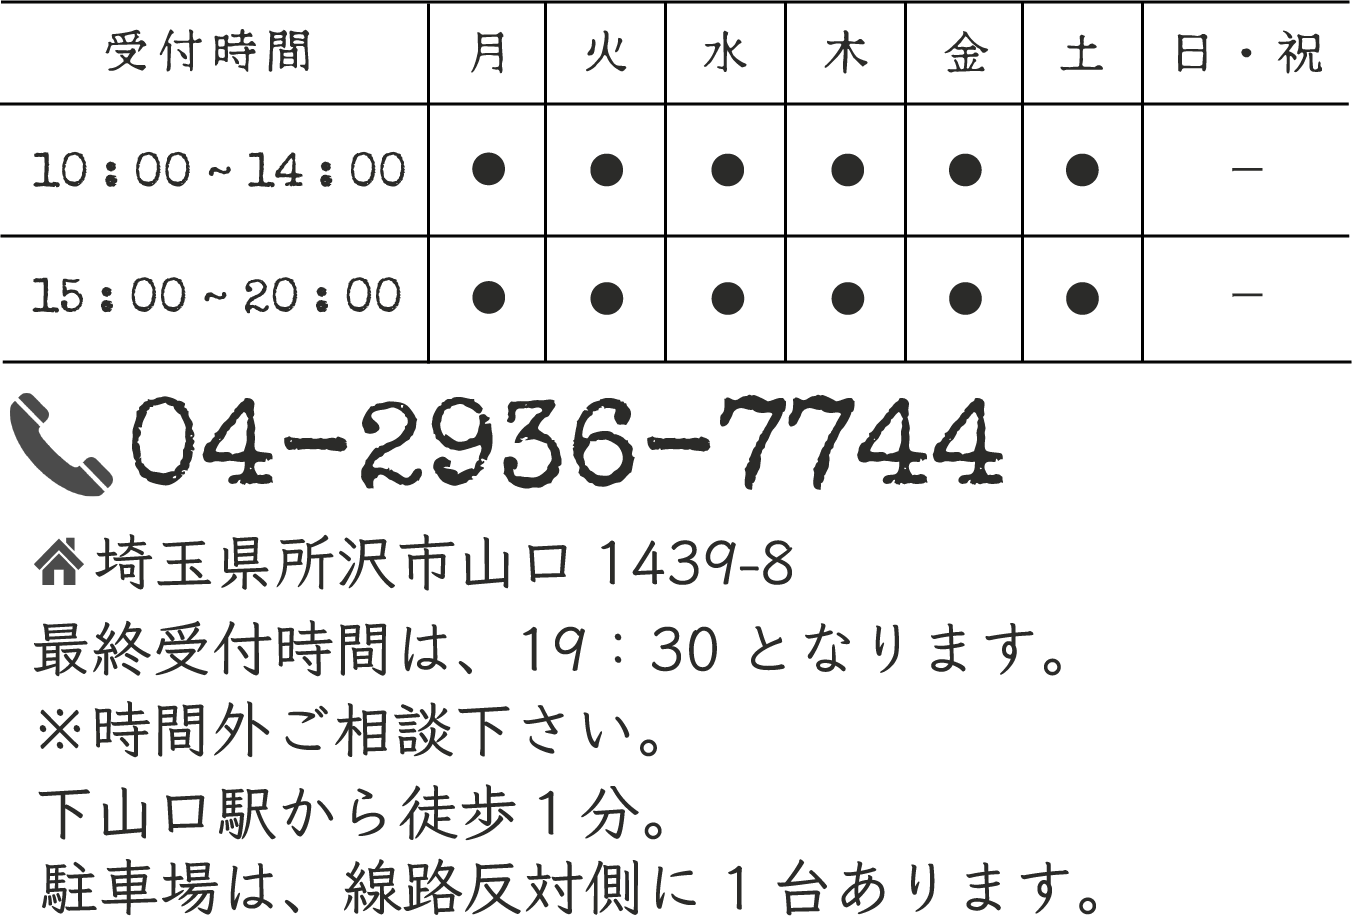 受付時間 月 火 水 木 金 土 日・祝
10:00~14:00 ● ● ● ● ● ● −
15:00~20:00 ● ● ● ● ● ● −
04-2936-7744
埼玉県所沢市山口 1439-8
最終受付時間は、19：30 となります。
※時間外ご相談下さい。
下山口駅から徒歩 1 分。
駐車場は、線路反対側に 1 台あります。